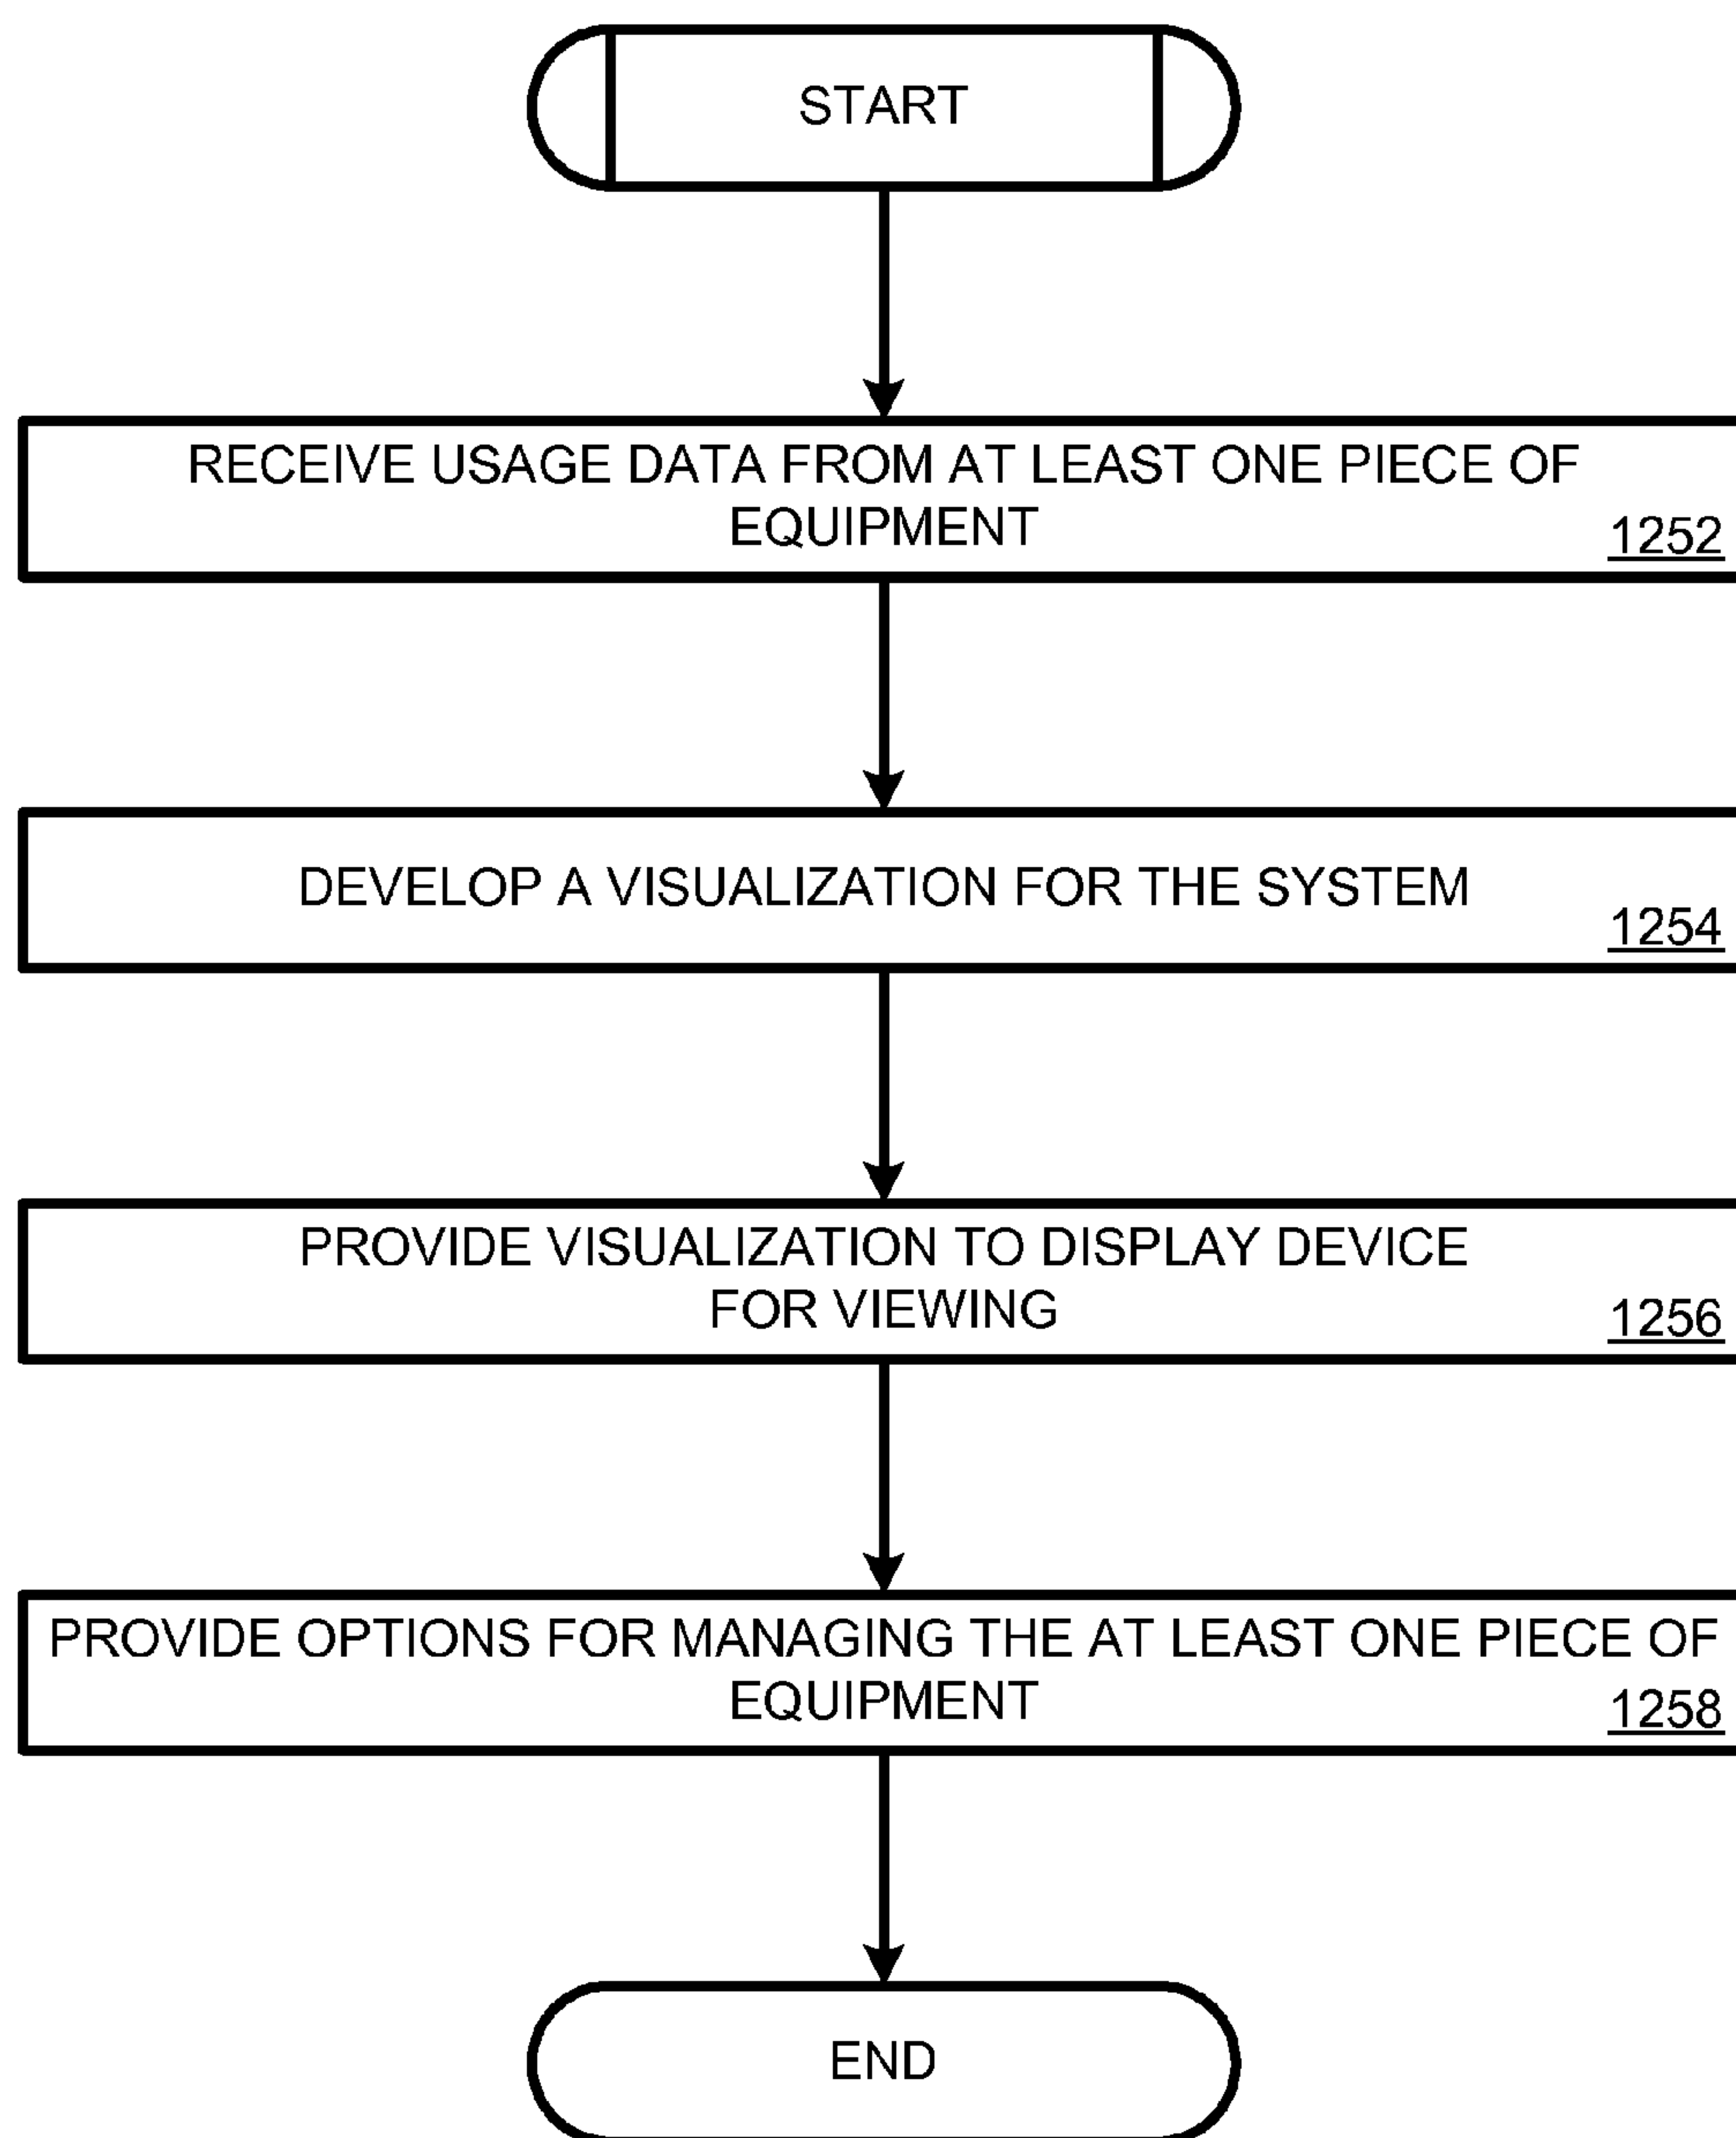 START
RECEIVE USAGE DATA FROM AT LEAST ONE PIECE OF
EQUIPMENT
1252
DEVELOP A VISUALIZATION FOR THE SYSTEM
1254
PROVIDE VISUALIZATION TO DISPLAY DEVICE
FOR VIEWING
1256
PROVIDE OPTIONS FOR MANAGING THE AT LEAST ONE PIECE OF
EQUIPMENT
1258
END